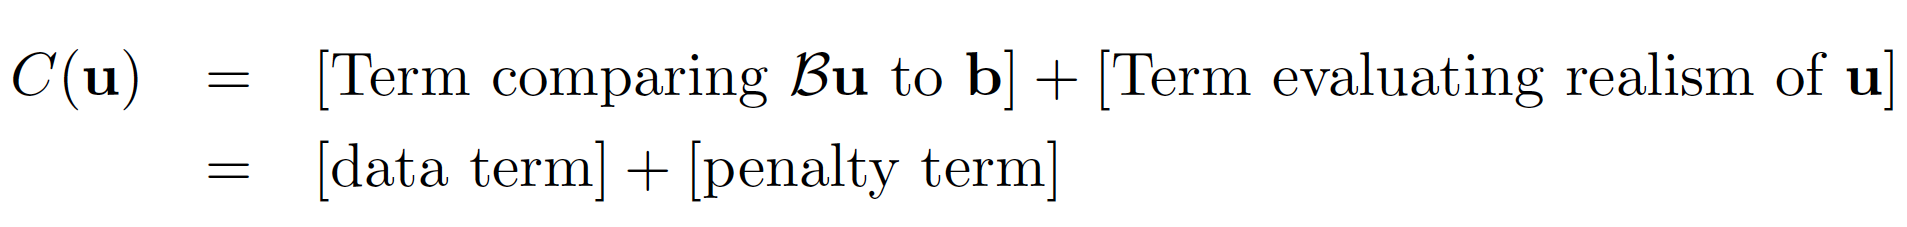 C(u) = [Term comparing ℬu to b] + [Term evaluating realism of u]
= [data term] + [penalty term]